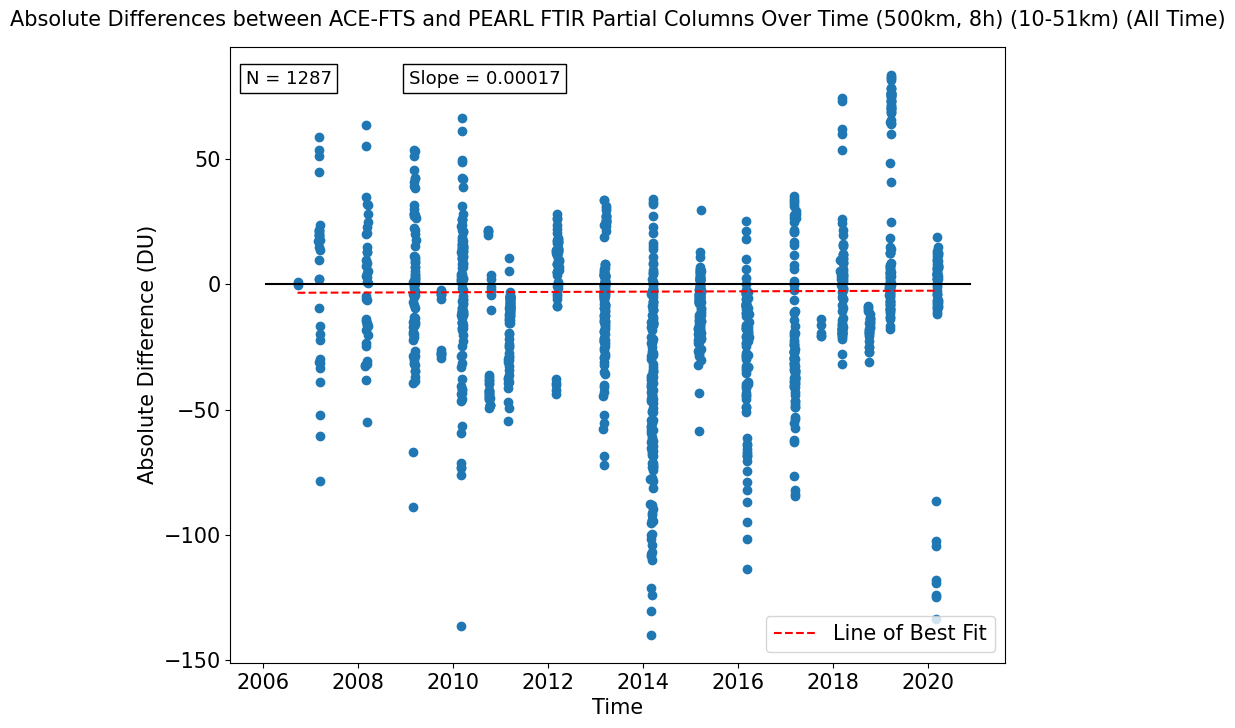 Absolute Differences between ACE-FTS and PEARL FTIR Partial Columns Over Time (500km, 8h) (10-51km) (All Time)
N = 1287
Slope = 0.00017
Absolute Difference (DU)
50
0
−50
−100
−150
Line of Best Fit
2006 2008 2010 2012 2014 2016 2018 2020
Time